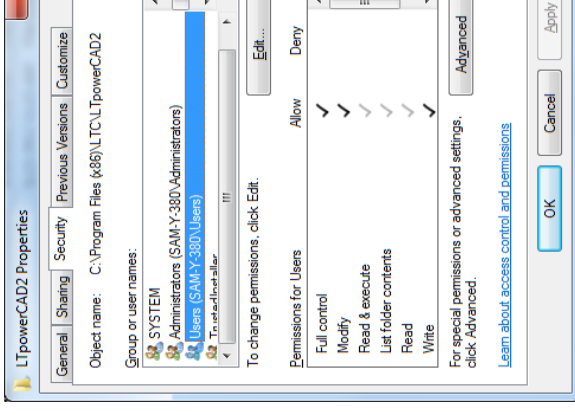 LTpowerCAD2 Properties
General Sharing Security Previous Versions Customize
Object name: C:\Program Files (x86)\LTC\LTpowerCAD2
Group or user names:
SYSTEM
Administrators (SAM-Y-380\Administrators)
Users (SAM-Y-380\Users)
TrustedInstaller
To change permissions, click Edit.
Edit...
Permissions for Users Allow Deny
Full control
Modify
Read & execute
List folder contents
Read
Write
For special permissions or advanced settings,
click Advanced.
Advanced
Learn about access control and permissions
OK Cancel Apply